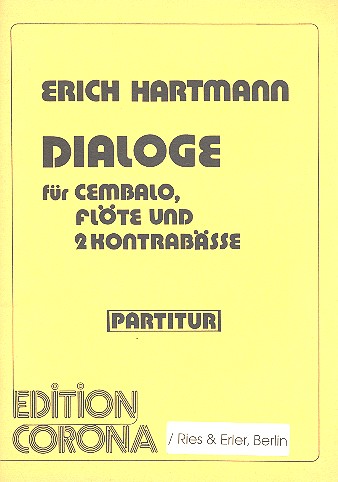 ERICH HARTMANN
DIALOGE
für CEMBALO,
FLÖTE UND
2 KONTRABÄSSE
PARTITUR
EDITION
CORONA
/ Ries & Erler, Berlin